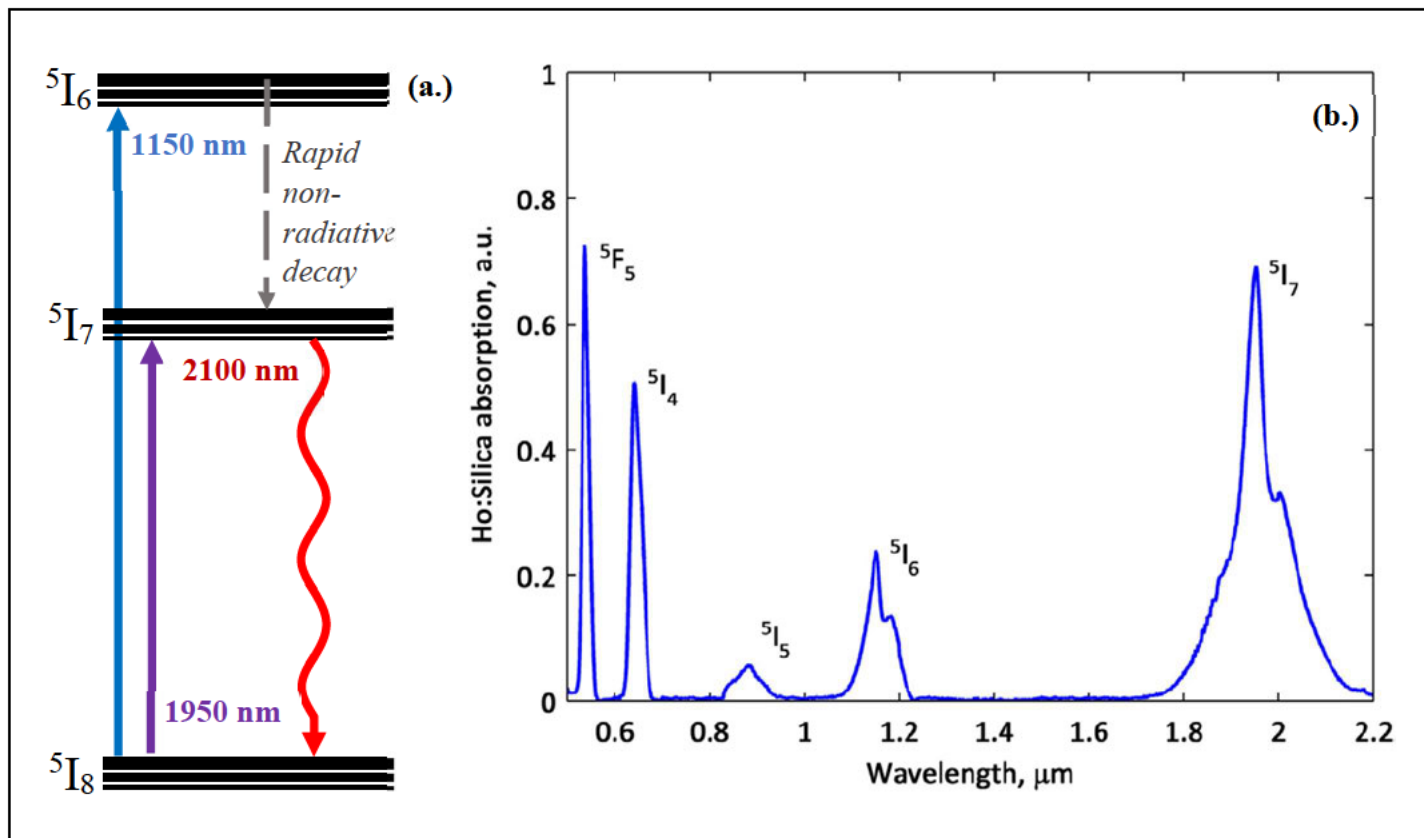 ⁵I₆
(a.)
1150 nm
Rapid
non-
radiative
decay
⁵I₇
2100 nm
1950 nm
⁵I₈
(b.)
Ho:Silica absorption, a.u.
1
0.8
0.6
0.4
0.2
0
⁵F₅
⁵I₄
⁵I₅
⁵I₆
⁵I₇
0.6 0.8 1 1.2 1.4 1.6 1.8 2 2.2
Wavelength, μm